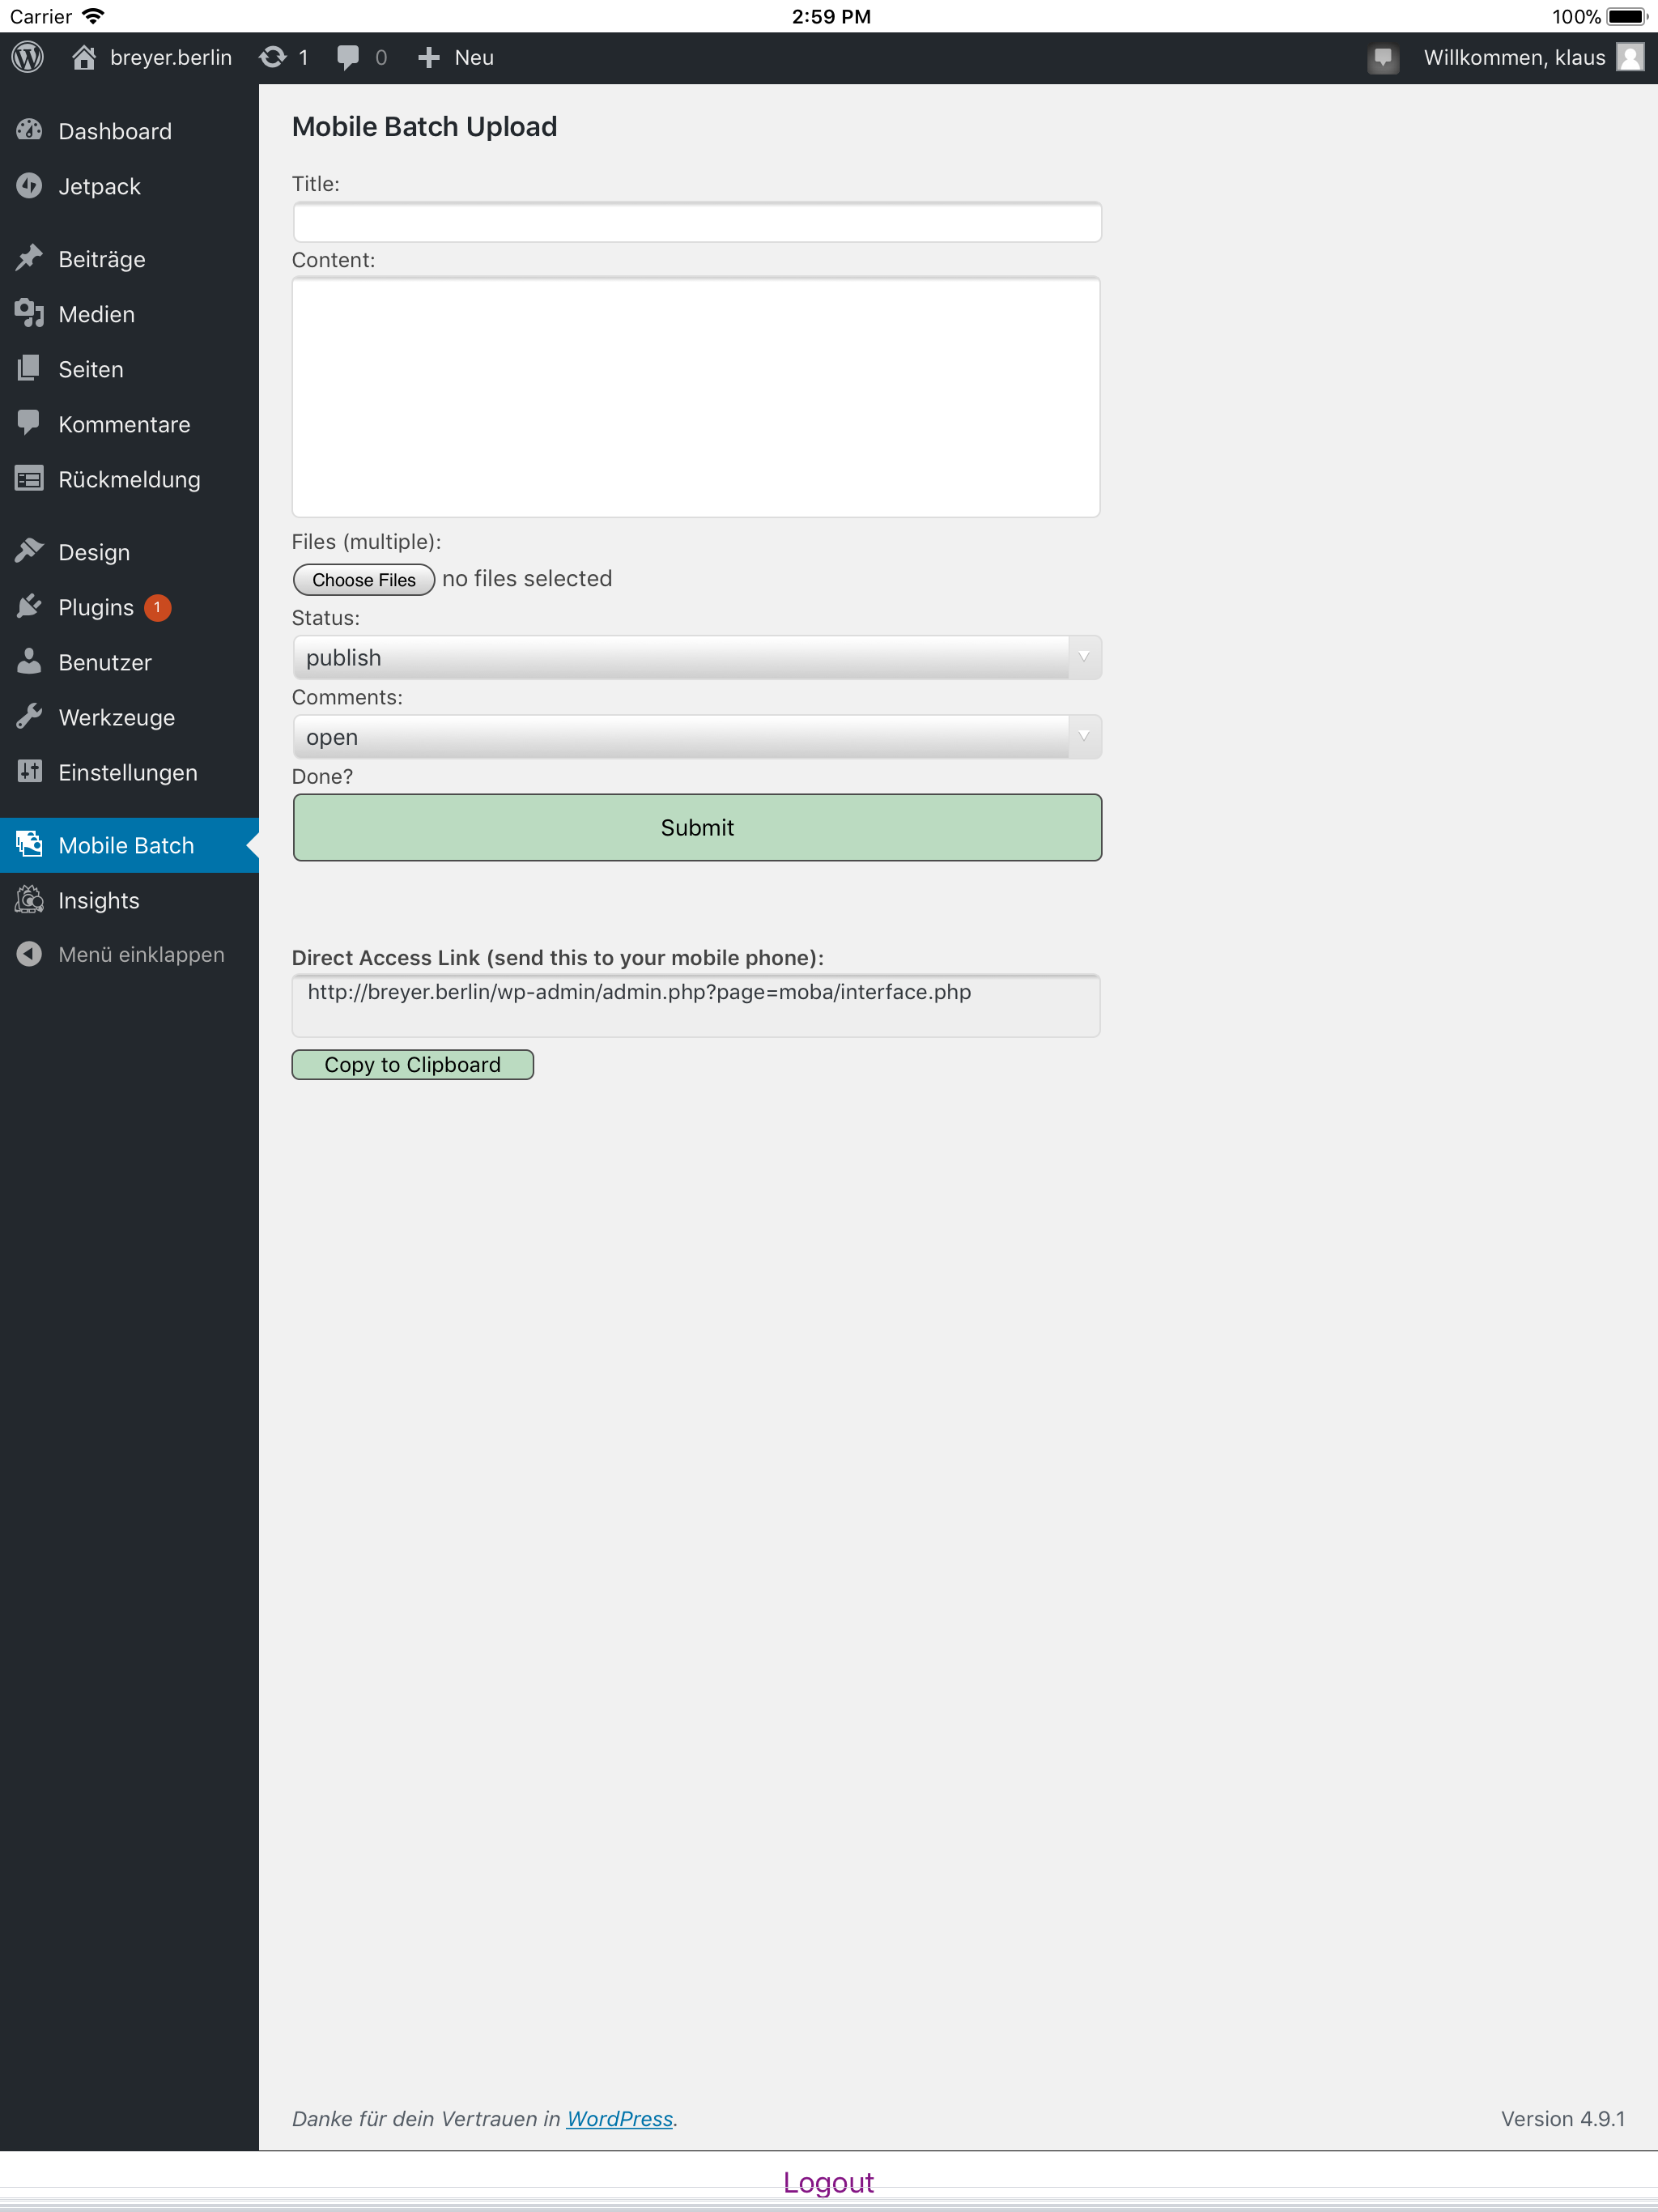 Carrier 2:59 PM 100%
breyer.berlin 1 0 Neu Willkommen, klaus
Dashboard
Jetpack
Beiträge
Medien
Seiten
Kommentare
Rückmeldung
Design
Plugins 1
Benutzer
Werkzeuge
Einstellungen
Mobile Batch
Insights
Menü einklappen
Mobile Batch Upload
Title:
Content:
Files (multiple):
Choose Files no files selected
Status:
publish
Comments:
open
Done?
Submit
Direct Access Link (send this to your mobile phone):
http://breyer.berlin/wp-admin/admin.php?page=moba/interface.php
Copy to Clipboard
Danke für dein Vertrauen in WordPress. Version 4.9.1
Logout